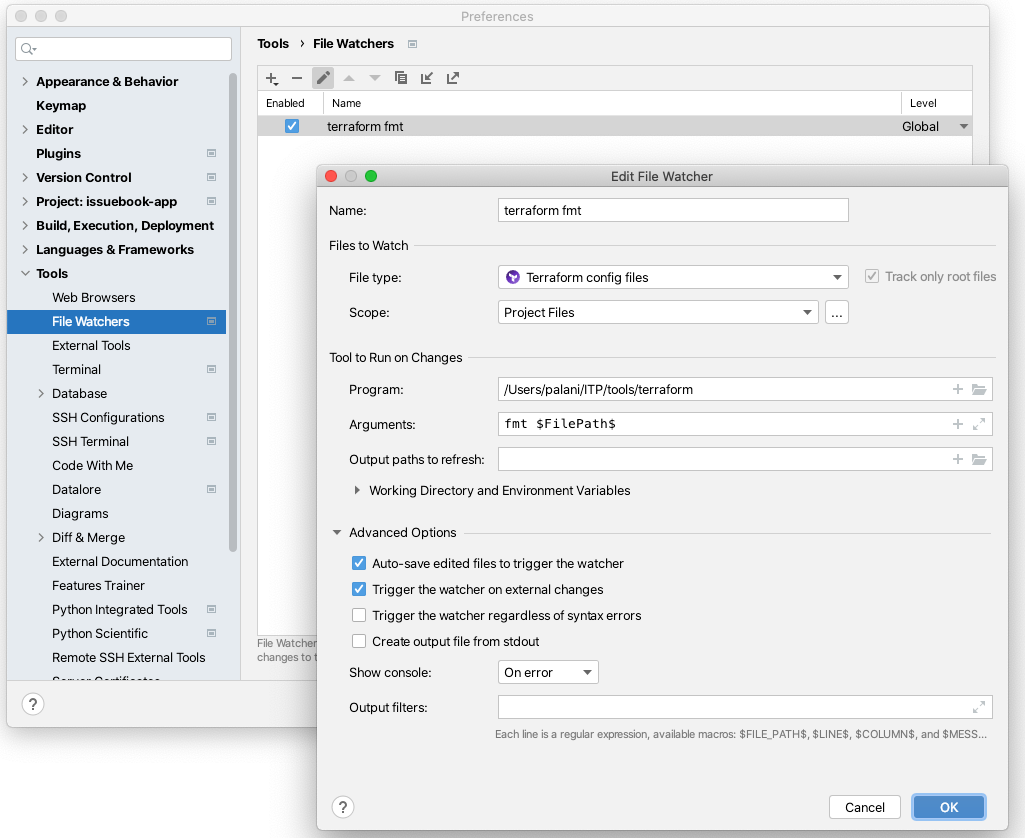 Preferences
Tools › File Watchers
Appearance & Behavior
Keymap
Editor
Plugins
Version Control
Project: issuebook-app
Build, Execution, Deployment
Languages & Frameworks
Tools
Web Browsers
File Watchers
External Tools
Terminal
Database
SSH Configurations
SSH Terminal
Code With Me
Datalore
Diagrams
Diff & Merge
External Documentation
Features Trainer
Python Integrated Tools
Python Scientific
Remote SSH External Tools
Server Certificates
?
Enabled Name Level
terraform fmt Global
File Watcher
changes to t
Edit File Watcher
Name: terraform fmt
Files to Watch
File type: Terraform config files Track only root files
Scope: Project Files ...
Tool to Run on Changes
Program: /Users/palani/ITP/tools/terraform
Arguments: fmt $FilePath$
Output paths to refresh:
Working Directory and Environment Variables
Advanced Options
Auto-save edited files to trigger the watcher
Trigger the watcher on external changes
Trigger the watcher regardless of syntax errors
Create output file from stdout
Show console: On error
Output filters:
Each line is a regular expression, available macros: $FILE_PATH$, $LINE$, $COLUMN$, and $MESS...
? Cancel OK